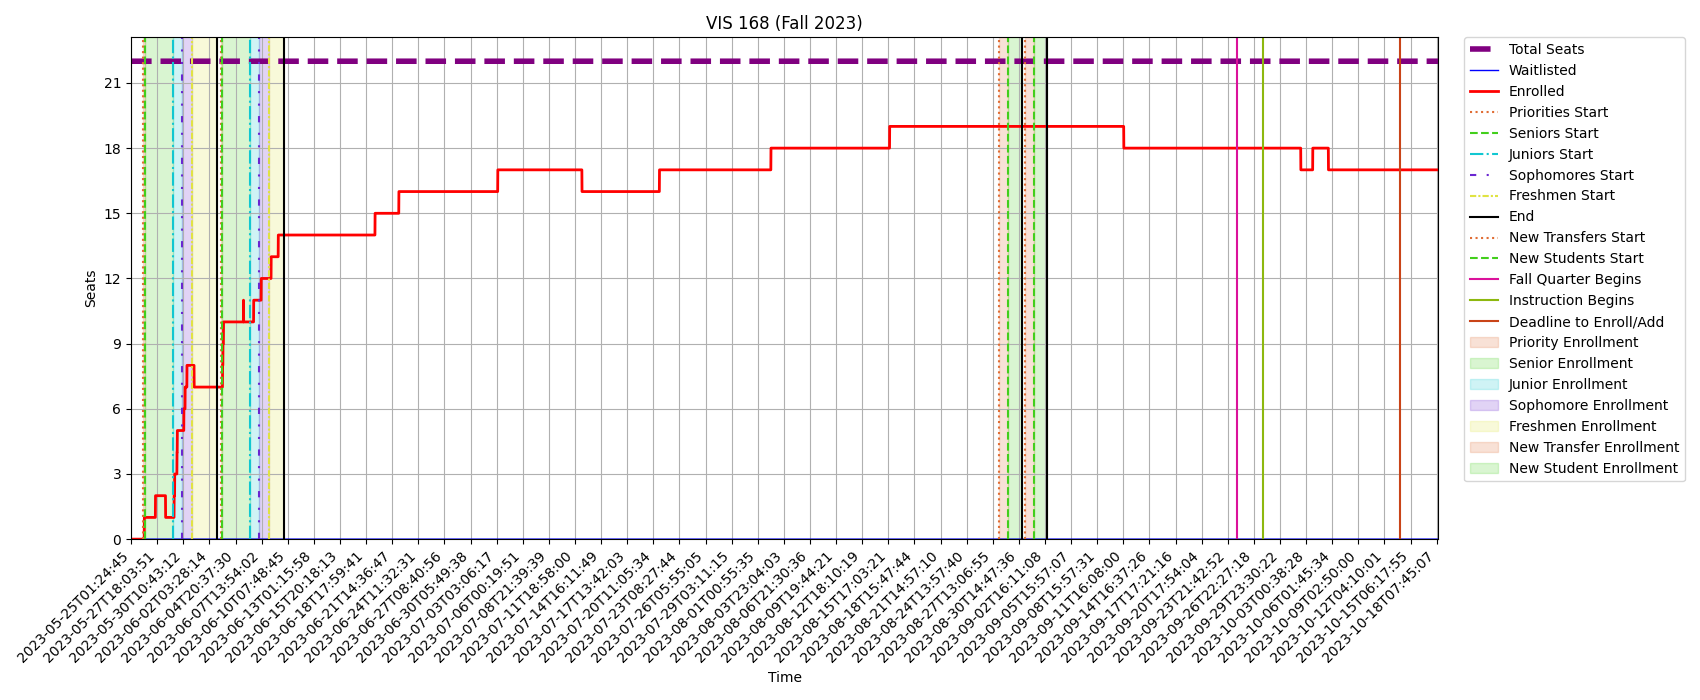 VIS 168 (Fall 2023)
Seats
21
18
15
12
9
6
3
0
2023-05-25T01:24:45
2023-05-27T18:03:51
2023-05-30T10:43:12
2023-06-02T03:28:14
2023-06-04T20:37:30
2023-06-07T13:54:02
2023-06-10T07:48:45
2023-06-13T01:15:58
2023-06-15T20:18:13
2023-06-18T17:59:41
2023-06-21T14:36:47
2023-06-24T11:32:31
2023-06-27T08:40:56
2023-06-30T05:49:38
2023-07-03T03:06:17
2023-07-06T00:19:51
2023-07-08T21:39:39
2023-07-11T18:58:00
2023-07-14T16:11:49
2023-07-17T13:42:03
2023-07-20T11:05:34
2023-07-23T08:27:44
2023-07-26T05:55:05
2023-07-29T03:11:15
2023-08-01T00:55:35
2023-08-03T23:04:03
2023-08-06T21:30:36
2023-08-09T19:44:21
2023-08-12T18:10:19
2023-08-15T17:03:21
2023-08-18T15:47:44
2023-08-21T14:57:10
2023-08-24T13:57:40
2023-08-27T13:06:55
2023-08-30T14:47:36
2023-09-02T16:11:08
2023-09-05T15:57:07
2023-09-08T15:57:31
2023-09-11T16:08:00
2023-09-14T16:37:26
2023-09-17T17:21:16
2023-09-20T17:54:04
2023-09-23T21:42:52
2023-09-26T22:27:18
2023-09-29T23:30:22
2023-10-03T00:38:28
2023-10-06T01:45:34
2023-10-09T02:50:00
2023-10-12T04:10:01
2023-10-15T06:17:55
2023-10-18T07:45:07
Time
Total Seats
Waitlisted
Enrolled
Priorities Start
Seniors Start
Juniors Start
Sophomores Start
Freshmen Start
End
New Transfers Start
New Students Start
Fall Quarter Begins
Instruction Begins
Deadline to Enroll/Add
Priority Enrollment
Senior Enrollment
Junior Enrollment
Sophomore Enrollment
Freshmen Enrollment
New Transfer Enrollment
New Student Enrollment